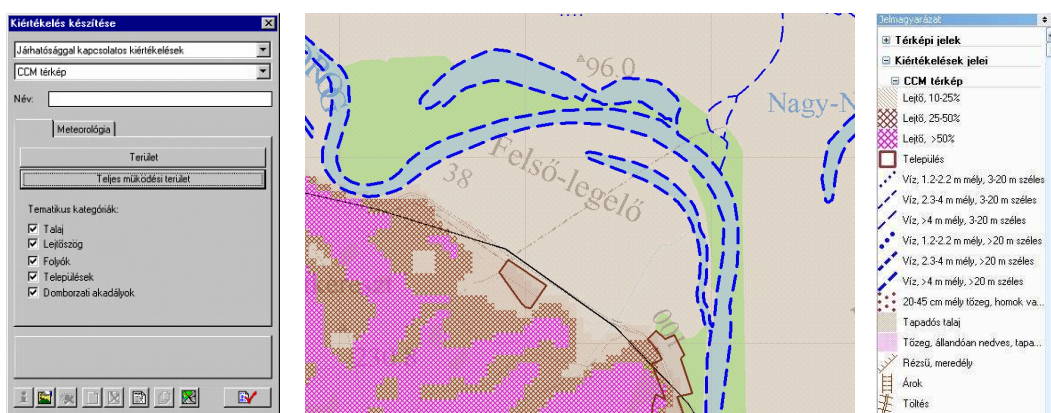 Kiértékelés készítése
Járhatósággal kapcsolatos kiértékelések
CCM térkép
Név:
Meteorológia
Terület
Teljes működési terület
Tematikus kategóriák:
Talaj
Lejtőszög
Folyók
Települések
Domborzati akadályok
96.0
Nagy-N
Felső-legelő
38
100
Jelmagyarázat
Térképi jelek
Kiértékelések jelei
CCM térkép
Lejtő, 10-25%
Lejtő, 25-50%
Lejtő, >50%
Település
Víz, 1.2-2.2 m mély, 3-20 m széles
Víz, 2.3-4 m mély, 3-20 m széles
Víz, >4 m mély, 3-20 m széles
Víz, 1.2-2.2 m mély, >20 m széles
Víz, 2.3-4 m mély, >20 m széles
Víz, >4 m mély, >20 m széles
20-45 cm mély tőzeg, homok va...
Tapadós talaj
Tőzeg, állandóan nedves, tapa...
Rézsű, meredély
Árok
Töltés